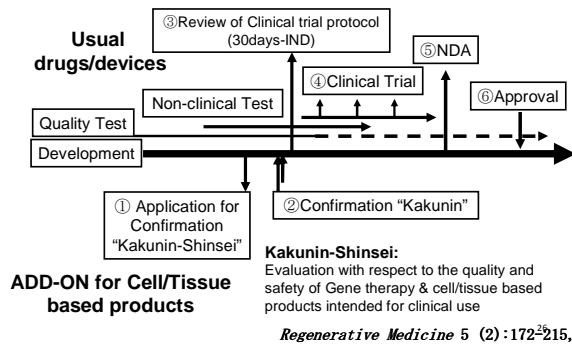 ③Review of Clinical trial protocol
(30days-IND)
Usual
drugs/devices
⑤NDA
④Clinical Trial
Non-clinical Test
⑥Approval
Quality Test
Development
① Application for
Confirmation
“Kakunin-Shinsei”
②Confirmation “Kakunin”
ADD-ON for Cell/Tissue
based products
Kakunin-Shinsei:
Evaluation with respect to the quality and
safety of Gene therapy & cell/tissue based
products intended for clinical use
26
Regenerative Medicine 5 (2):172-215,